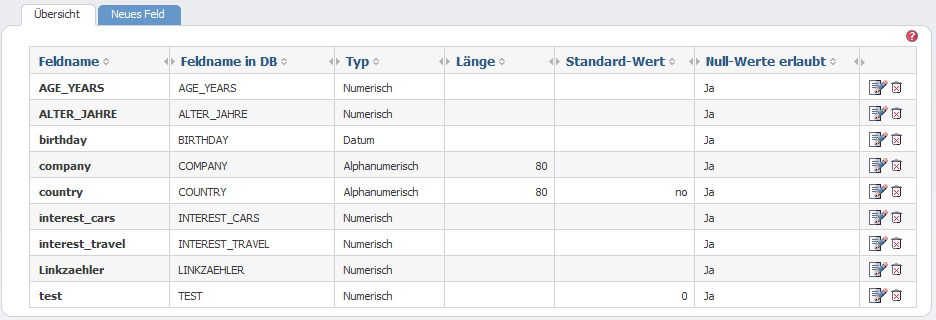 Übersicht Neues Feld
?
Feldname Feldname in DB Typ Länge Standard-Wert Null-Werte erlaubt
AGE_YEARS AGE_YEARS Numerisch Ja
ALTER_JAHRE ALTER_JAHRE Numerisch Ja
birthday BIRTHDAY Datum Ja
company COMPANY Alphanumerisch 80 Ja
country COUNTRY Alphanumerisch 80 no Ja
interest_cars INTEREST_CARS Numerisch Ja
interest_travel INTEREST_TRAVEL Numerisch Ja
Linkzaehler LINKZAEHLER Numerisch Ja
test TEST Numerisch 0 Ja